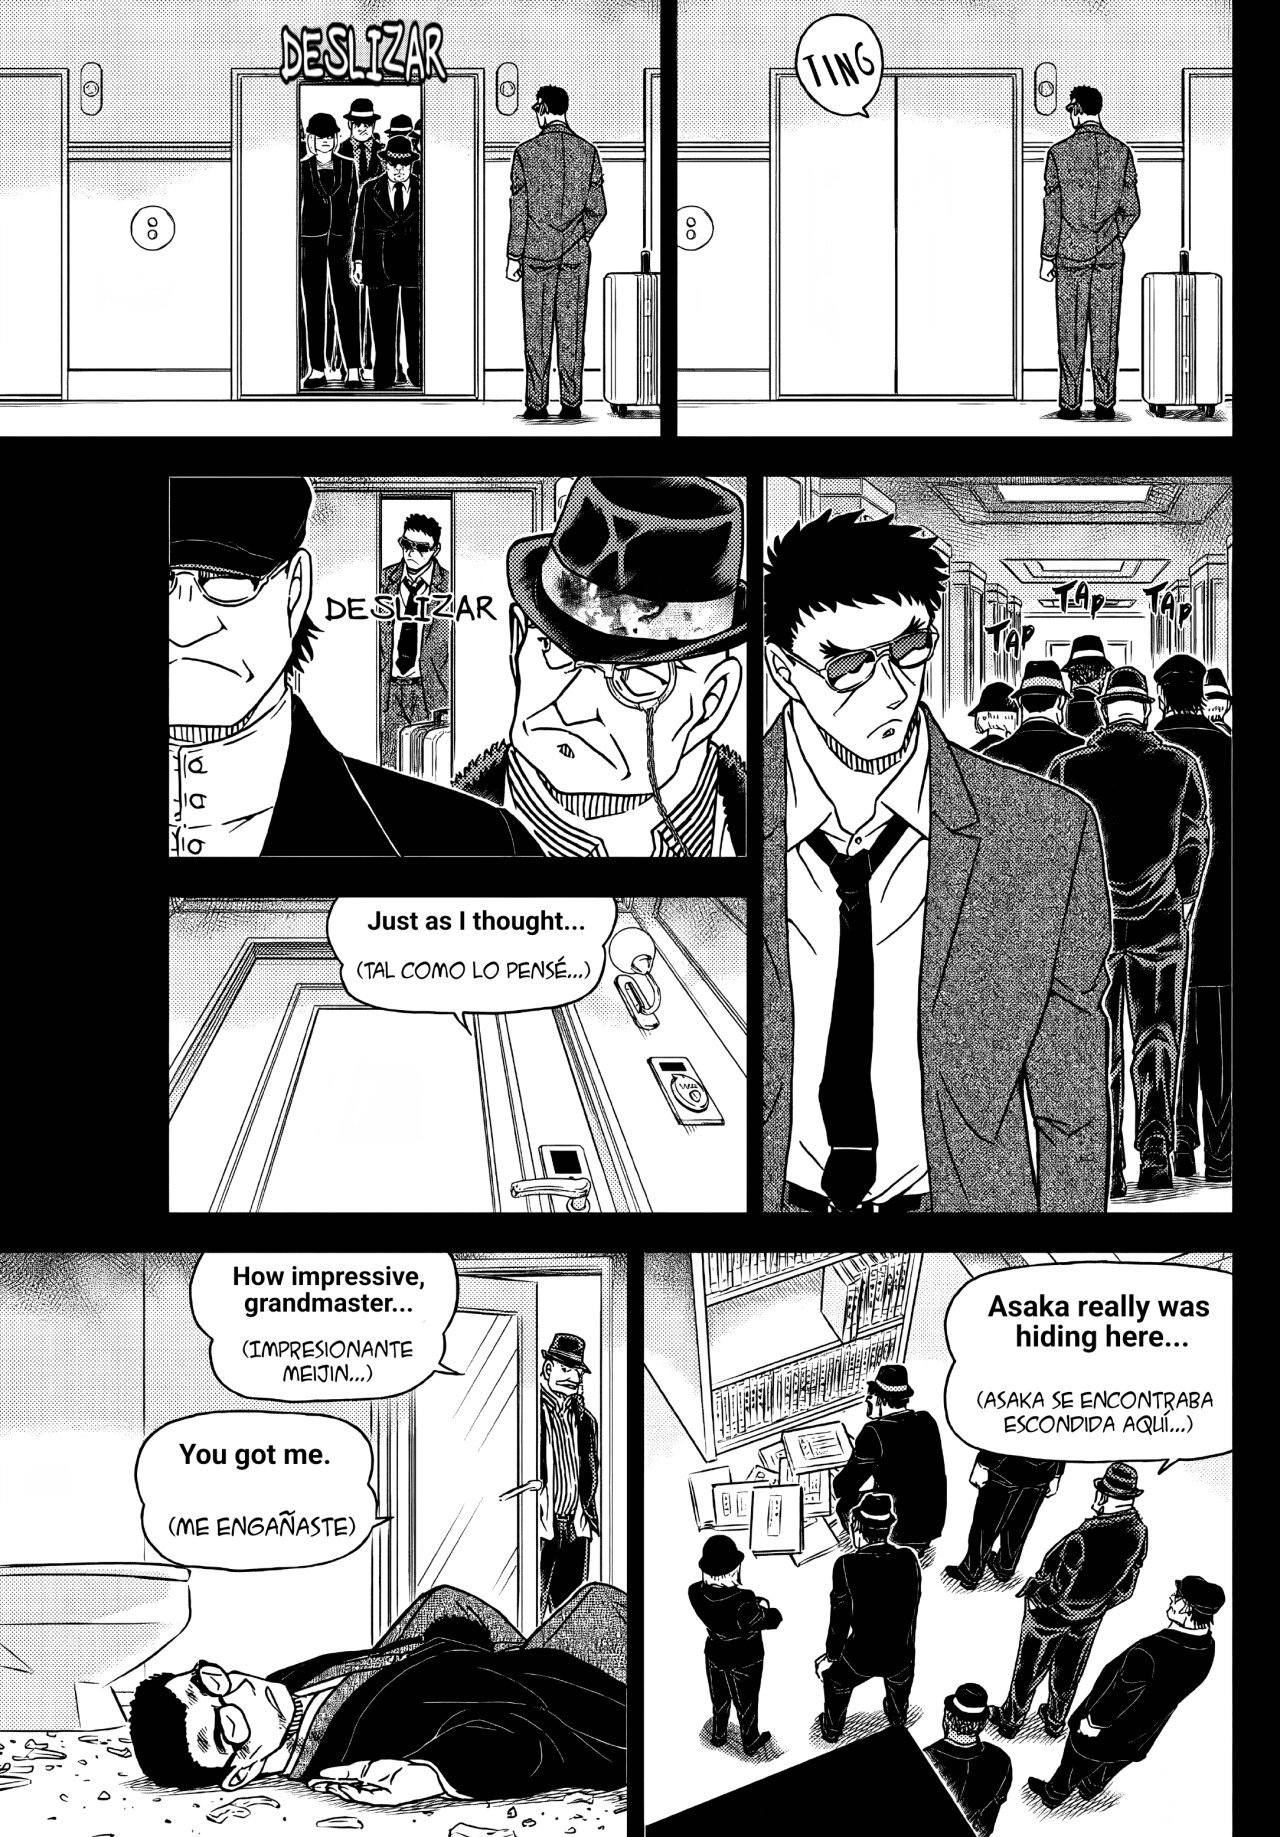 TING
DESLIZAR
TAP
TAP
TAP
DESLIZAR
Just as I thought...
(TAL COMO LO PENSÉ...)
Asaka really was
hiding here...
(ASAKA SE ENCONTRABA
ESCONDIDA AQUÍ...)
How impressive,
grandmaster...
(IMPRESIONANTE
MEIJIN...)
You got me.
(ME ENGAÑASTE)